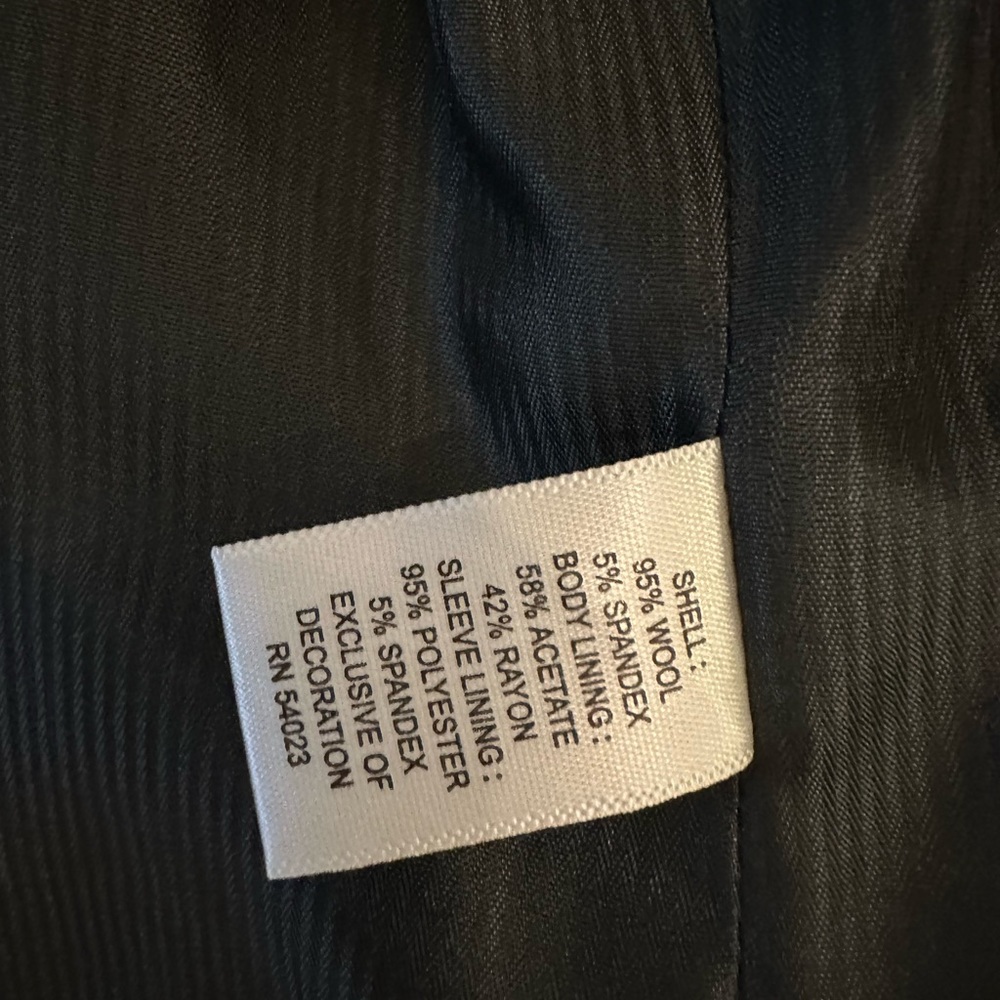 SHELL:
95% WOOL
5% SPANDEX
BODY LINING:
58% ACETATE
42% RAYON
SLEEVE LINING:
95% POLYESTER
5% SPANDEX
EXCLUSIVE OF
DECORATION
RN 54023